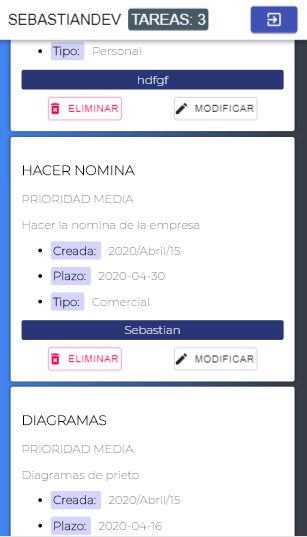 SEBASTIANDEV TAREAS: 3
Tipo: Personal
hdfgf
ELIMINAR MODIFICAR
HACER NOMINA
PRIORIDAD MEDIA
Hacer la nomina de la empresa
Creada: 2020/Abril/15
Plazo: 2020-04-30
Tipo: Comercial
Sebastian
ELIMINAR MODIFICAR
DIAGRAMAS
PRIORIDAD MEDIA
Diagramas de prieto
Creada: 2020/Abril/15
Plazo: 2020-04-16